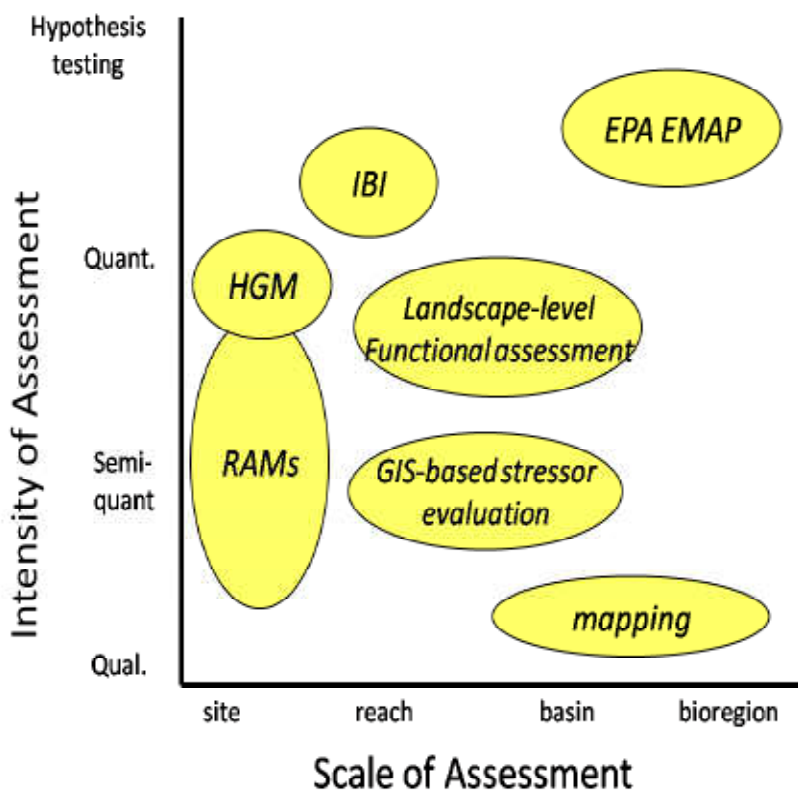 Hypothesis
testing
EPA EMAP
IBI
Quant.
HGM
Landscape-level
Functional assessment
Intensity of Assessment
Semi-
quant
RAMs
GIS-based stressor
evaluation
mapping
Qual.
site reach basin bioregion
Scale of Assessment